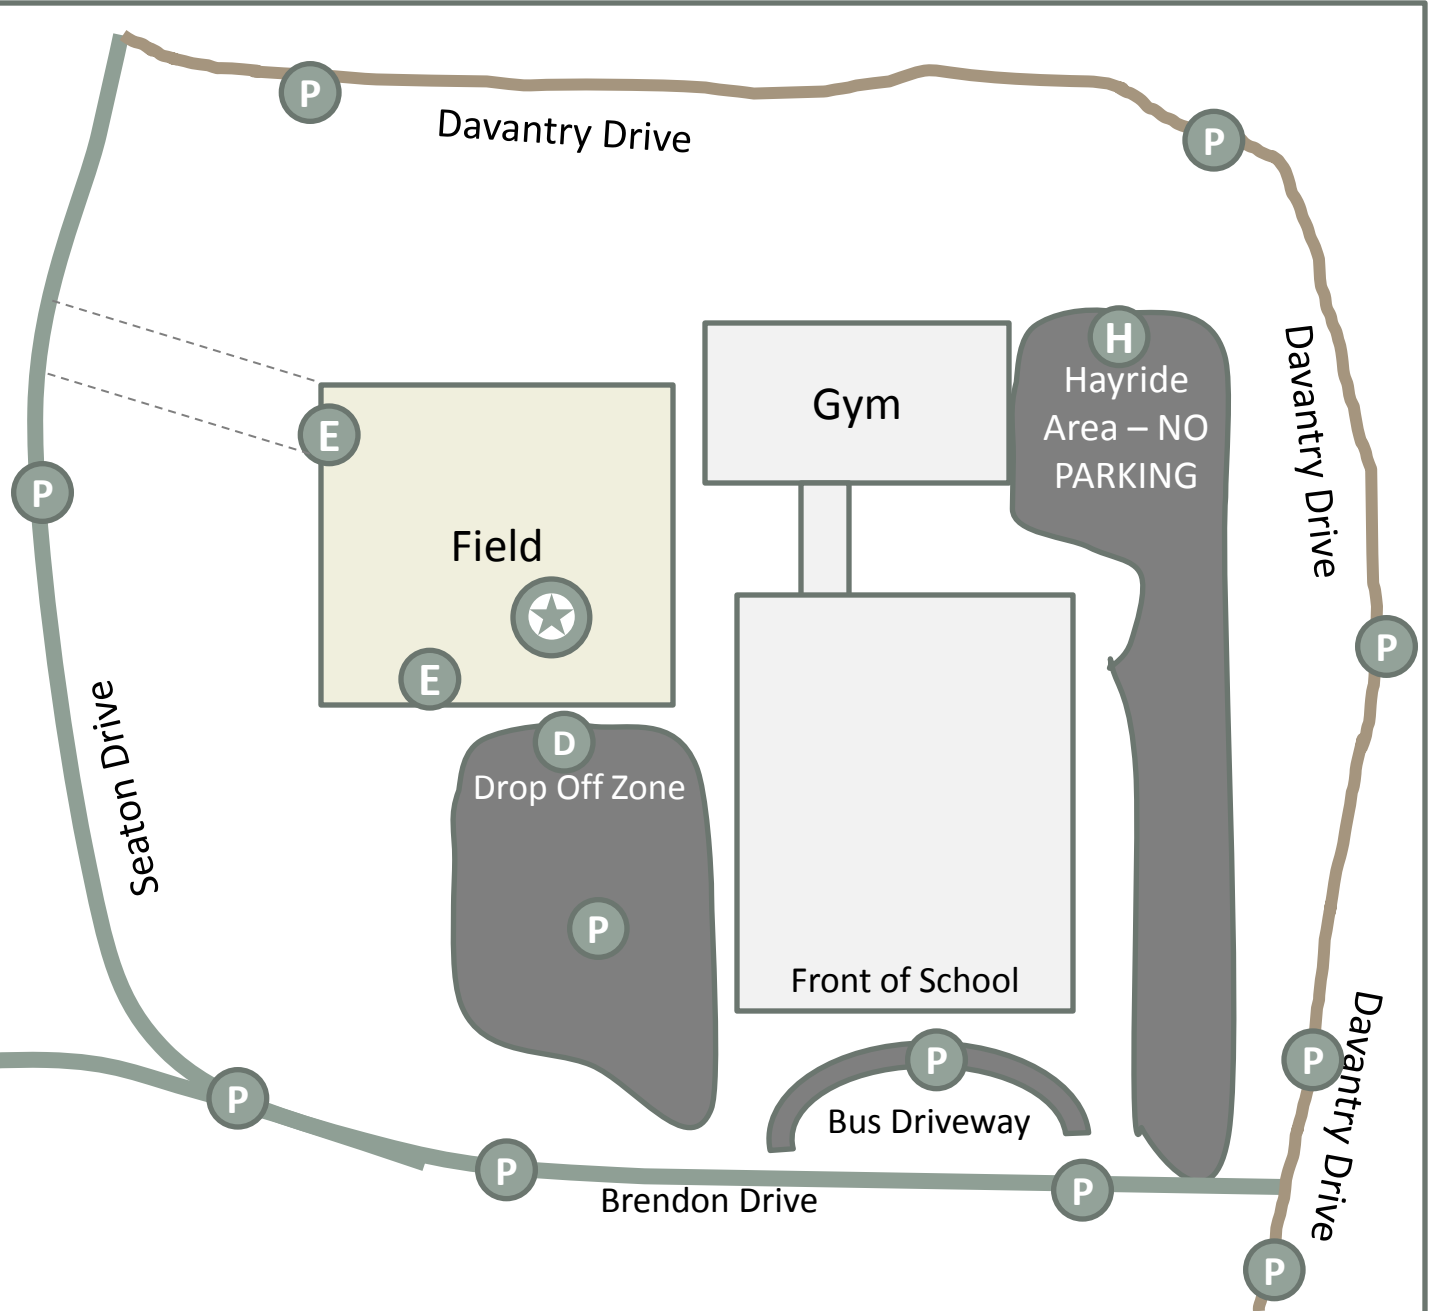 P
Davantry Drive
P
H
Hayride
Area – NO
PARKING
Gym
Davantry Drive
E
P
Field
E
P
D
Drop Off Zone
Seaton Drive
P
Front of School
P
P
Davantry Drive
P
Bus Driveway
P
P
Brendon Drive
P